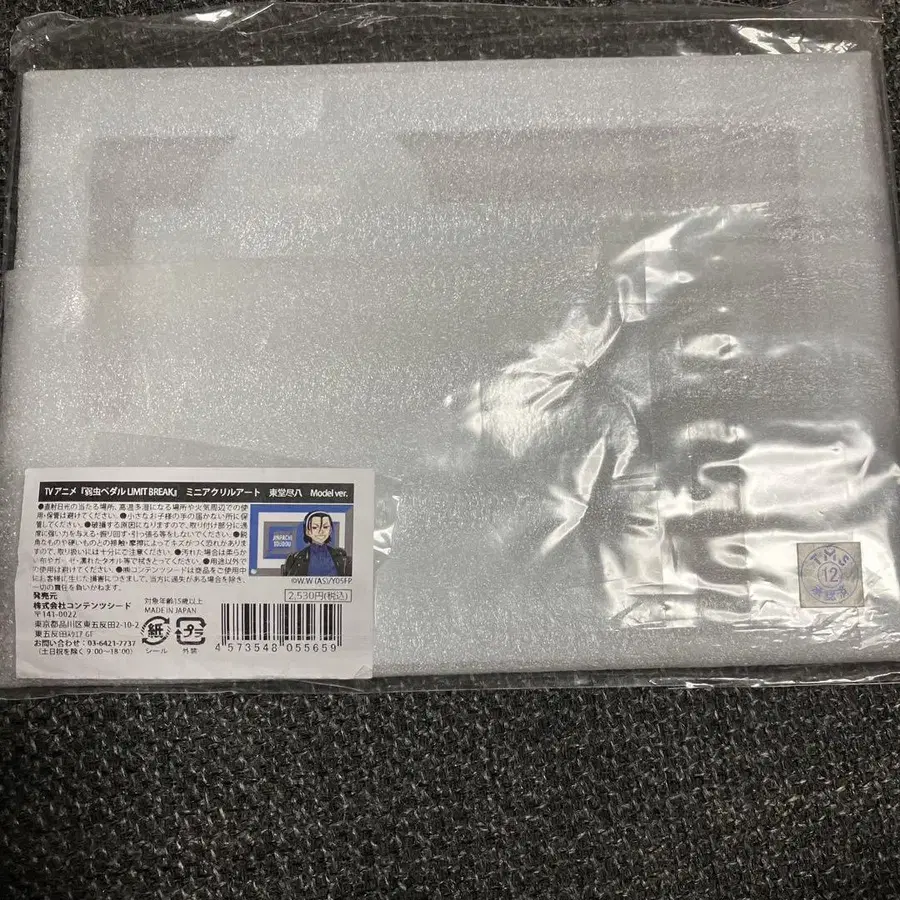 TVアニメ『弱虫ペダル LIMIT BREAK』 ミニアクリルアート 東堂尽八 Model ver.
●直射日光の当たる場所、高温多湿になる場所や火気周辺での使
用・保管は避けてください。●小さなお子様の手の届かない所に保
管してください。●破損する原因になりますので、取り付け部分に過
度に強い力を与える・振り回す・引っ張る等をしないでください。●鋭
角なものや硬いものとの接触・摩擦によってキズがつく恐れがありま
すので、取り扱いには十分にご注意ください。●汚れた場合は柔らか
い布やガーゼ・濡れたタオル等で拭きとってください。●用途以外で
の使用は避けてください。●㈱コンテンツシードは商品をご使用中
にお客様に生じた損害につきまして、当方に過失がある場合を除き、
一切の責任を負いかねます。
JINPACHI
TOUDOU
©W.W (AS)/Y05FP
2,530円(税込)
発売元
株式会社コンテンツシード
〒141-0022
東京都品川区東五反田2-10-2
東五反田ｽｸｴｱ 6F
お問い合わせ：03-6421-7737
(土日祝を除く 9:00～18:00)
対象年齢15歳以上
MADE IN JAPAN
紙
シール
プラ
外装
4 573548 055659
T.M.S
12